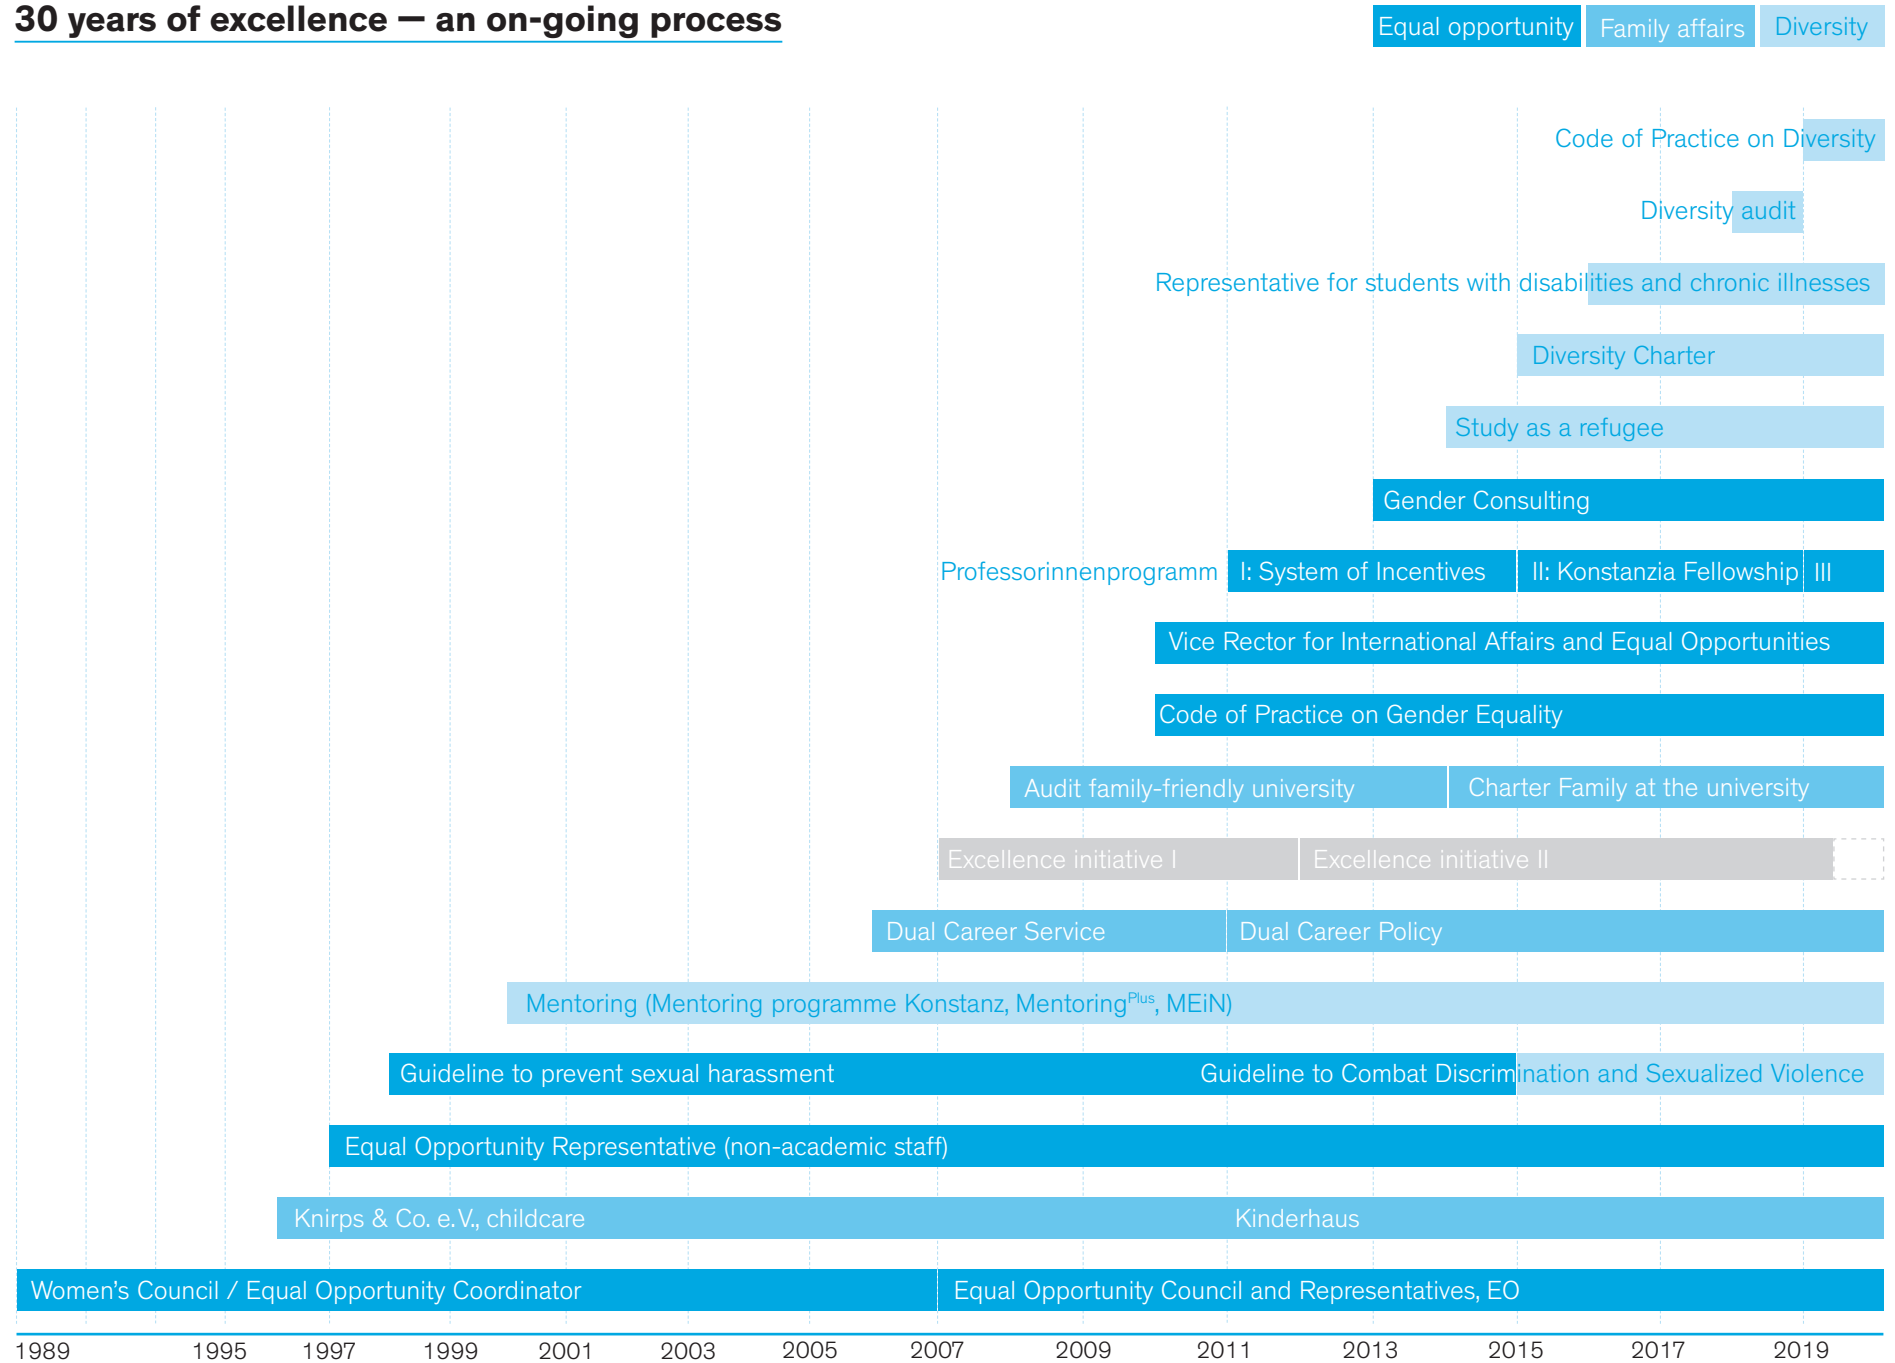 30 years of excellence — an on-going process
Equal opportunity
Family affairs
Diversity
Code of Practice on Diversity
Diversity audit
Representative for students with disabilities and chronic illnesses
Diversity Charter
Study as a refugee
Gender Consulting
Professorinnenprogramm I: System of Incentives II: Konstanzia Fellowship III
Vice Rector for International Affairs and Equal Opportunities
Code of Practice on Gender Equality
Audit family-friendly university Charter Family at the university
Excellence initiative I Excellence initiative II
Dual Career Service Dual Career Policy
Mentoring (Mentoring programme Konstanz, MentoringPlus, MEiN)
Guideline to prevent sexual harassment Guideline to Combat Discrimination and Sexualized Violence
Equal Opportunity Representative (non-academic staff)
Knirps & Co. e.V., childcare Kinderhaus
Women’s Council / Equal Opportunity Coordinator Equal Opportunity Council and Representatives, EO
1989 1995 1997 1999 2001 2003 2005 2007 2009 2011 2013 2015 2017 2019